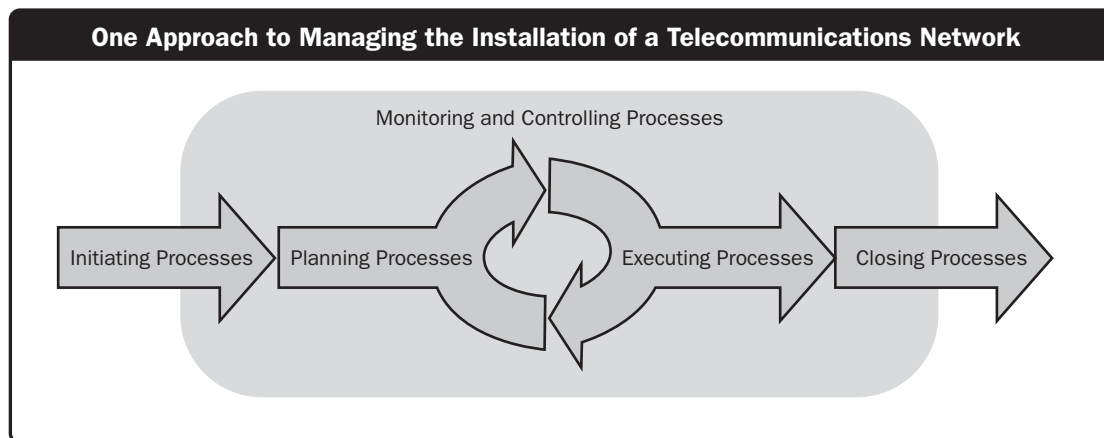 One Approach to Managing the Installation of a Telecommunications Network
Monitoring and Controlling Processes
Initiating Processes
Planning Processes
Executing Processes
Closing Processes